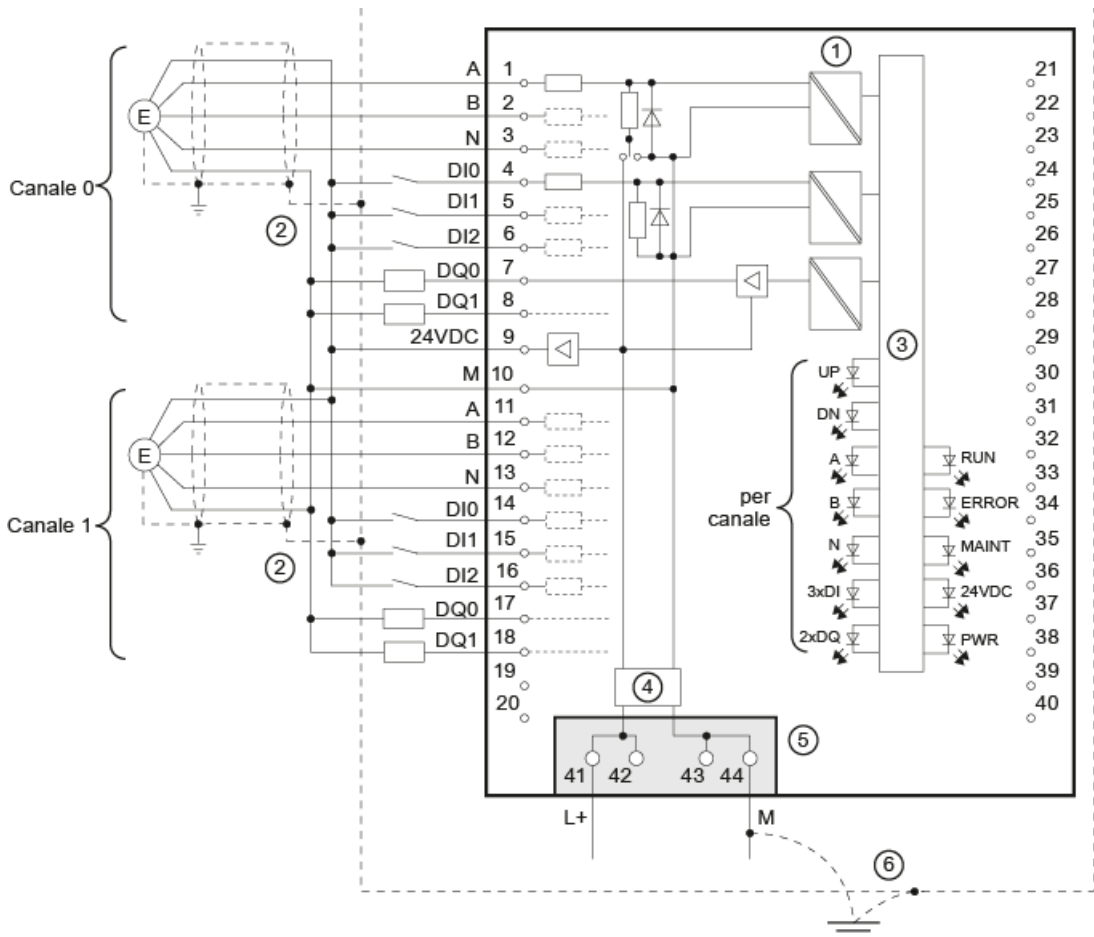 Canale 0
E
2
A 1
B 2
N 3
DI0 4
DI1 5
DI2 6
DQ0 7
DQ1 8
24VDC 9
M 10
Canale 1
E
2
A 11
B 12
N 13
DI0 14
DI1 15
DI2 16
DQ0 17
DQ1 18
19
20
1
3
per
canale
UP
DN
A
B
N
3xDI
2xDQ
RUN
ERROR
MAINT
24VDC
PWR
21
22
23
24
25
26
27
28
29
30
31
32
33
34
35
36
37
38
39
40
4
5
41 42 43 44
L+ M
6